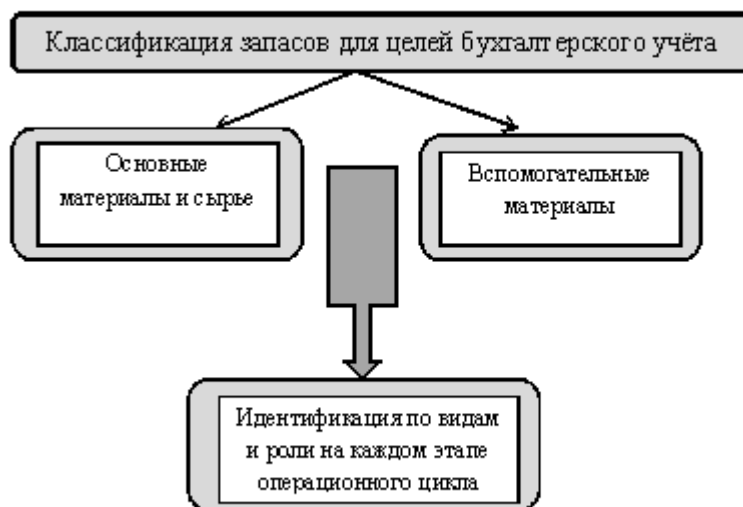 Классификация запасов для целей бухгалтерского учёта
Основные
материалы и сырье
Вспомогательные
материалы
Идентификация по видам
и роли на каждом этапе
операционного цикла